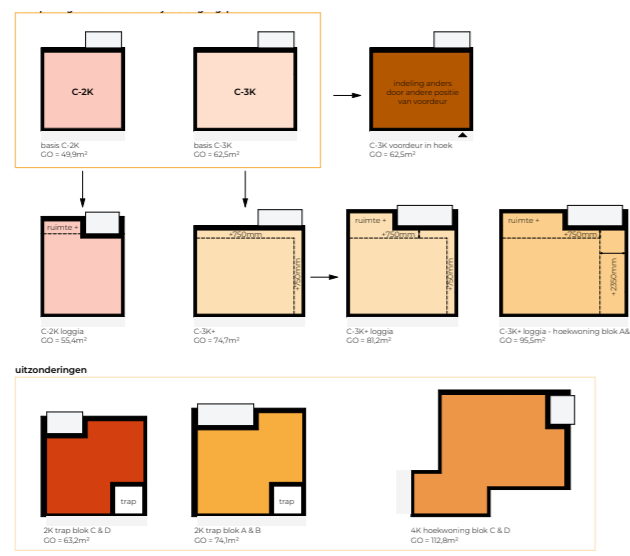 C-2K
C-3K
indeling anders
door andere positie
van voordeur
basis C-2K
GO = 49,9m²
basis C-3K
GO = 62,5m²
C-3K voordeur in hoek
GO = 62,5m²
ruimte +
+750mm
+750mm
ruimte +
+750mm
+750mm
ruimte +
+750mm
+2350mm
C-2K loggia
GO = 55,4m²
C-3K+
GO = 74,7m²
C-3K+ loggia
GO = 81,2m²
C-3K+ loggia - hoekwoning blok A&
GO = 95,5m²
uitzonderingen
trap
trap
2K trap blok C & D
GO = 63,2m²
2K trap blok A & B
GO = 74,1m²
4K hoekwoning blok C & D
GO = 112,8m²